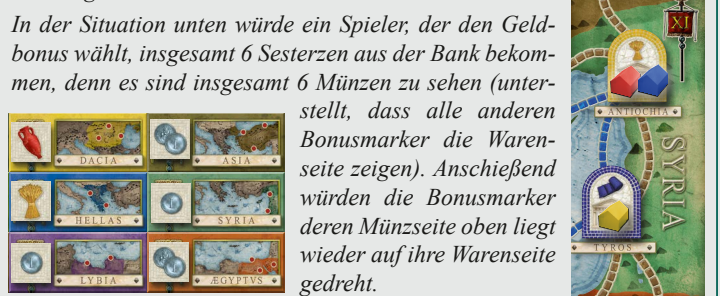 In der Situation unten würde ein Spieler, der den Geld-
bonus wählt, insgesamt 6 Sesterzen aus der Bank bekom-
men, denn es sind insgesamt 6 Münzen zu sehen (unter-
stellt, dass alle anderen
Bonusmarker die Waren-
seite zeigen). Anschießend
würden die Bonusmarker
deren Münzseite oben liegt
wieder auf ihre Warenseite
gedreht.
DACIA
ASIA
HELLAS
SYRIA
LYBIA
ÆGYPTVS
XI
ANTIOCHIA
SYRIA
TYROS